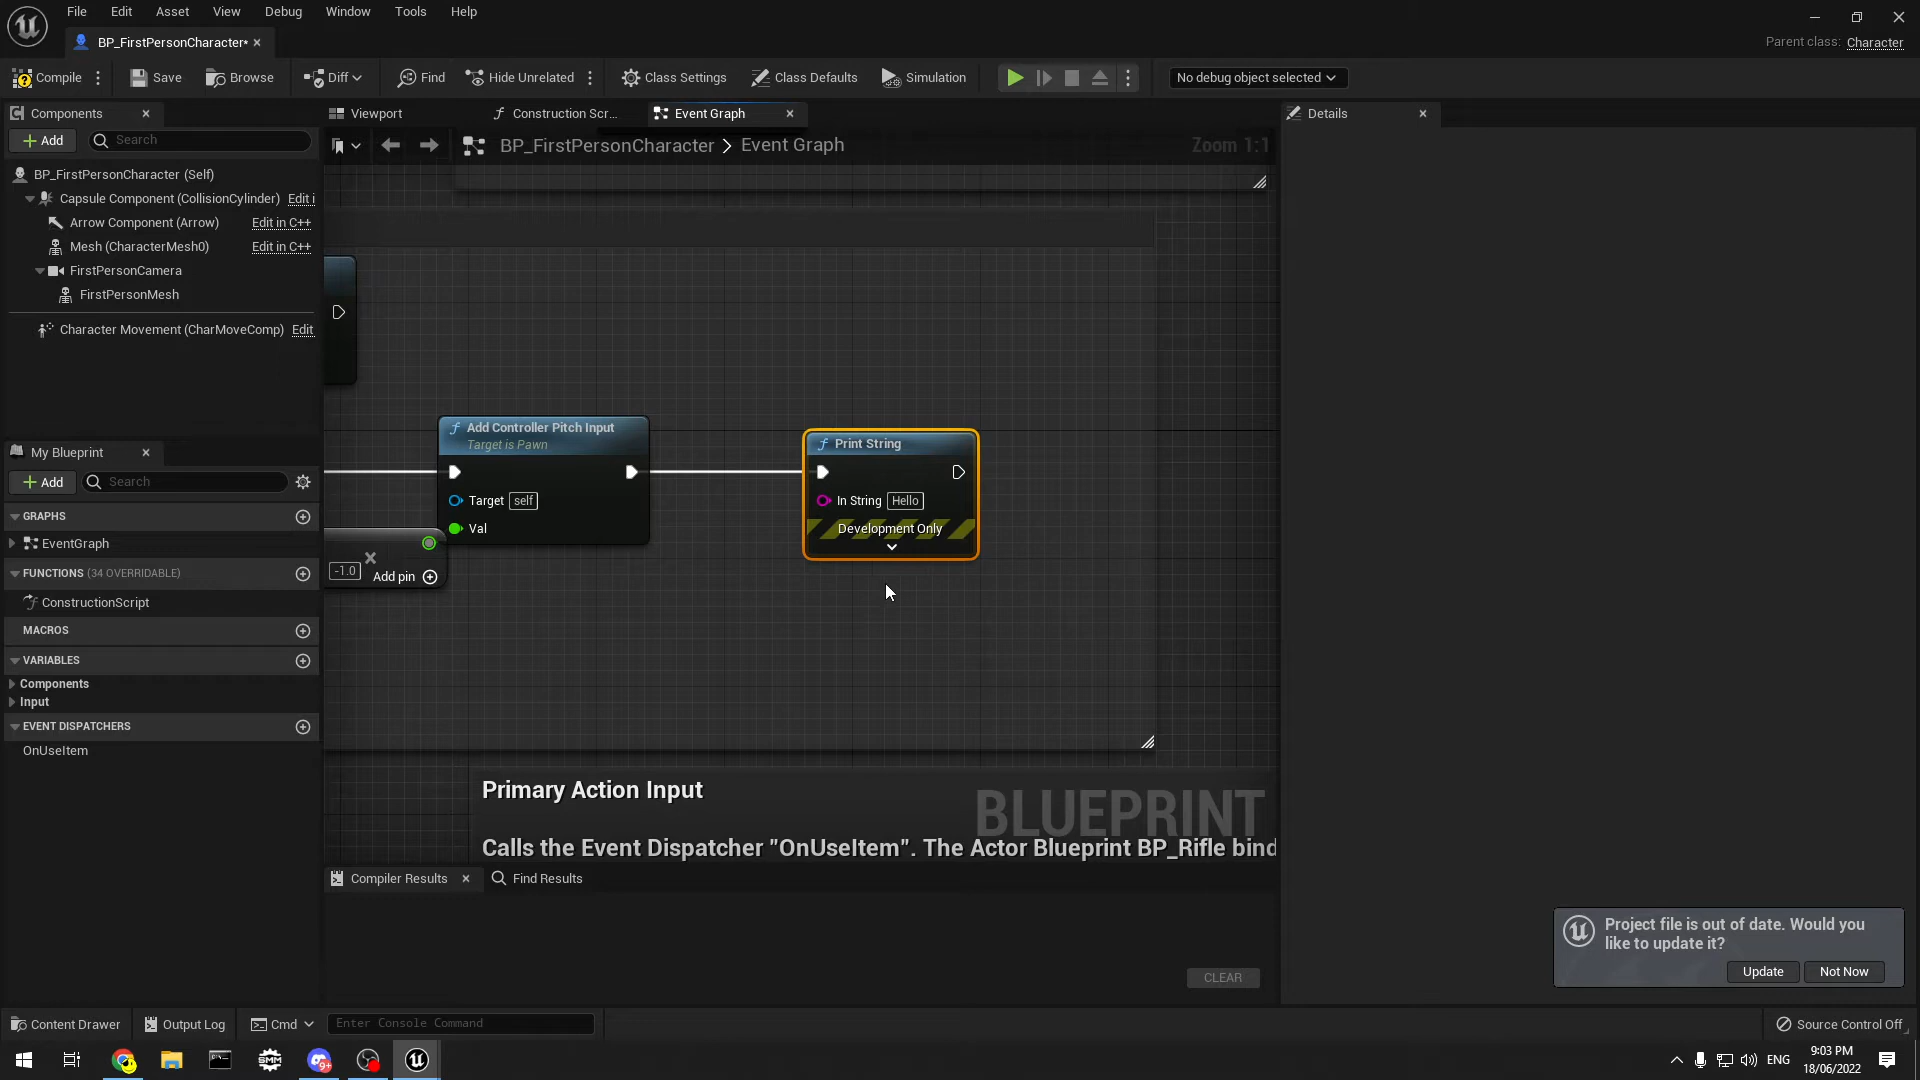 File Edit Asset View Debug Window Tools Help
BP_FirstPersonCharacter*
Parent class: Character
Compile Save Browse Diff Find Hide Unrelated Class Settings Class Defaults Simulation No debug object selected
Components
Viewport
Construction Scr...
Event Graph
Details
Add Search
BP_FirstPersonCharacter > Event Graph
Zoom 1:1
BP_FirstPersonCharacter (Self)
Capsule Component (CollisionCylinder) Edit i
Arrow Component (Arrow) Edit in C++
Mesh (CharacterMesh0) Edit in C++
FirstPersonCamera
FirstPersonMesh
Character Movement (CharMoveComp) Edit
Add Controller Pitch Input
Target is Pawn
Target self
Val
-1.0
Add pin
Print String
In String Hello
Development Only
My Blueprint
Add Search
GRAPHS
EventGraph
FUNCTIONS (34 OVERRIDABLE)
ConstructionScript
MACROS
VARIABLES
Components
Input
EVENT DISPATCHERS
OnUseItem
Primary Action Input
BLUEPRINT
Calls the Event Dispatcher "OnUseItem". The Actor Blueprint BP_Rifle bind
Compiler Results
Find Results
CLEAR
Project file is out of date. Would you
like to update it?
Update Not Now
Content Drawer Output Log Cmd Enter Console Command
Source Control Off
SMM
9+
ENG
9:03 PM
18/06/2022